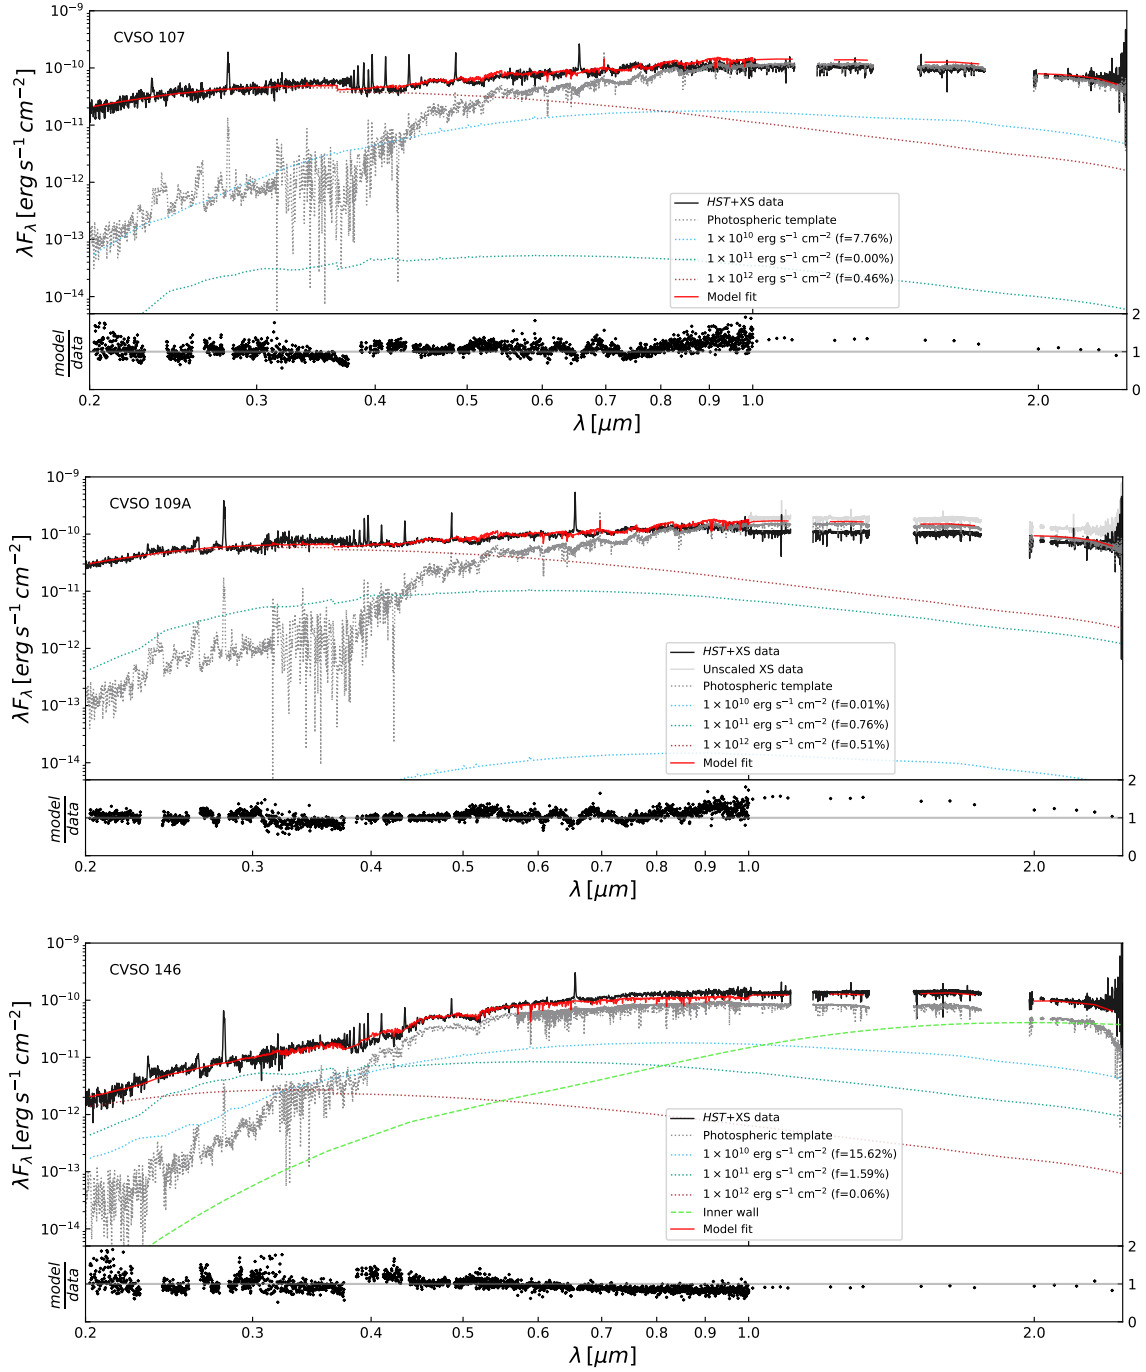 CVSO 107
10⁻¹⁰
10⁻¹¹
10⁻¹²
10⁻¹³
10⁻¹⁴
λF_λ [erg s⁻¹ cm⁻²]
HST+XS data
Photospheric template
1 × 10¹⁰ erg s⁻¹ cm⁻² (f=7.76%)
1 × 10¹¹ erg s⁻¹ cm⁻² (f=0.00%)
1 × 10¹² erg s⁻¹ cm⁻² (f=0.46%)
Model fit
model
data
2
1
0
0.2 0.3 0.4 0.5 0.6 0.7 0.8 0.9 1.0 2.0
λ [μm]
10⁻⁹
CVSO 109A
10⁻¹⁰
10⁻¹¹
10⁻¹²
10⁻¹³
10⁻¹⁴
λF_λ [erg s⁻¹ cm⁻²]
HST+XS data
Unscaled XS data
Photospheric template
1 × 10¹⁰ erg s⁻¹ cm⁻² (f=0.01%)
1 × 10¹¹ erg s⁻¹ cm⁻² (f=0.76%)
1 × 10¹² erg s⁻¹ cm⁻² (f=0.51%)
Model fit
model
data
2
1
0
0.2 0.3 0.4 0.5 0.6 0.7 0.8 0.9 1.0 2.0
λ [μm]
10⁻⁹
CVSO 146
10⁻¹⁰
10⁻¹¹
10⁻¹²
10⁻¹³
10⁻¹⁴
λF_λ [erg s⁻¹ cm⁻²]
HST+XS data
Photospheric template
1 × 10¹⁰ erg s⁻¹ cm⁻² (f=15.62%)
1 × 10¹¹ erg s⁻¹ cm⁻² (f=1.59%)
1 × 10¹² erg s⁻¹ cm⁻² (f=0.06%)
Inner wall
Model fit
model
data
2
1
0
0.2 0.3 0.4 0.5 0.6 0.7 0.8 0.9 1.0 2.0
λ [μm]